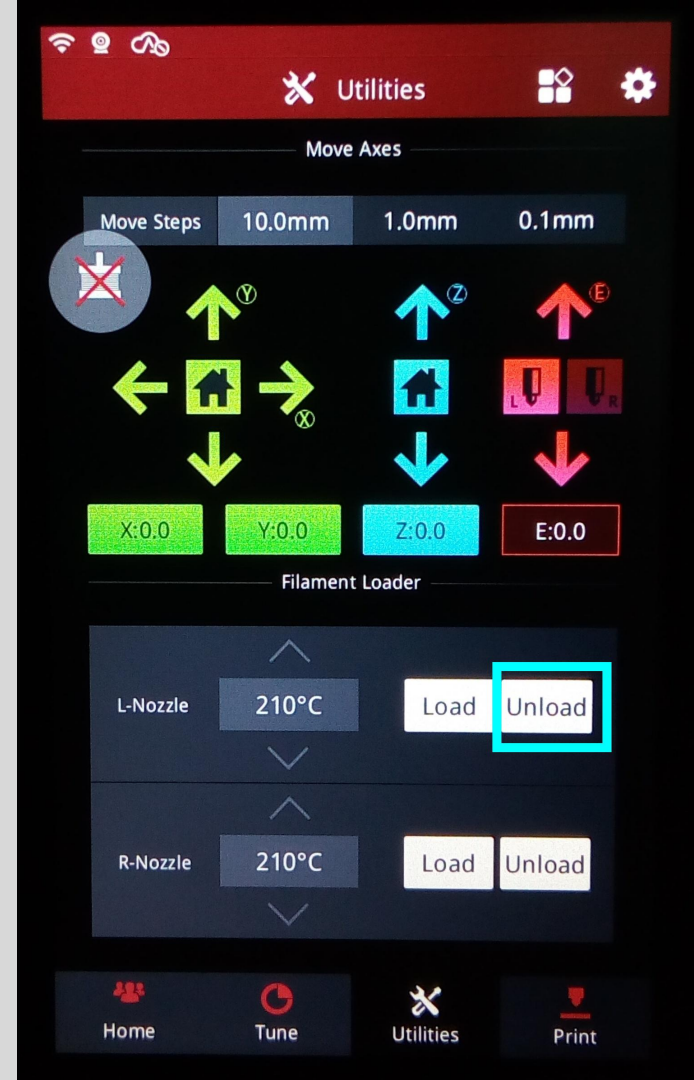 Utilities
Move Axes
Move Steps 10.0mm 1.0mm 0.1mm
Y Z E
L R
X
X:0.0 Y:0.0 Z:0.0 E:0.0
Filament Loader
L-Nozzle 210°C Load Unload
R-Nozzle 210°C Load Unload
Home Tune Utilities Print